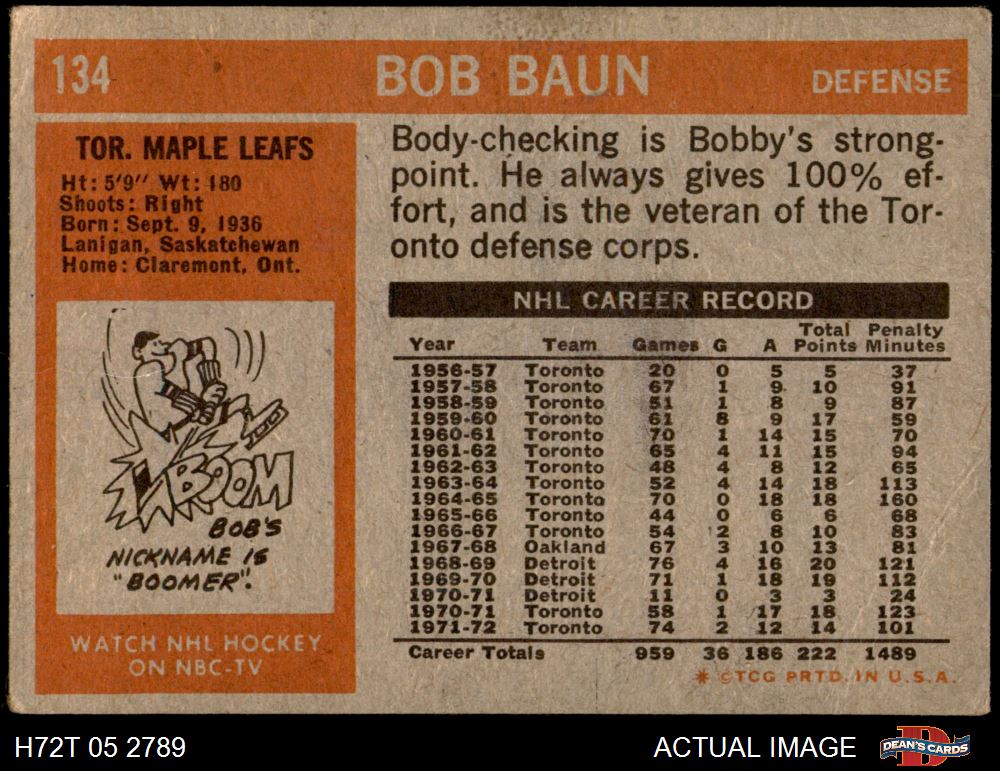 134 BOB BAUN DEFENSE
TOR. MAPLE LEAFS
Ht: 5'9" Wt: 180
Shoots: Right
Born: Sept. 9, 1936
Lanigan, Saskatchewan
Home: Claremont, Ont.
KABOOM
BOB'S
NICKNAME IS
"BOOMER".
WATCH NHL HOCKEY
ON NBC-TV
Body-checking is Bobby's strong-
point. He always gives 100% ef-
fort, and is the veteran of the Tor-
onto defense corps.
NHL CAREER RECORD
Year Team Games G A Total Points Penalty Minutes
1956-57 Toronto 20 0 5 5 37
1957-58 Toronto 67 1 9 10 91
1958-59 Toronto 51 1 8 9 87
1959-60 Toronto 61 8 9 17 59
1960-61 Toronto 70 1 14 15 70
1961-62 Toronto 65 4 11 15 94
1962-63 Toronto 48 4 8 12 65
1963-64 Toronto 52 4 14 18 113
1964-65 Toronto 70 0 18 18 160
1965-66 Toronto 44 0 6 6 68
1966-67 Toronto 54 2 8 10 83
1967-68 Oakland 67 3 10 13 81
1968-69 Detroit 76 4 16 20 121
1969-70 Detroit 71 1 18 19 112
1970-71 Detroit 11 0 3 3 24
1970-71 Toronto 58 1 17 18 123
1971-72 Toronto 74 2 12 14 101
Career Totals 959 36 186 222 1489
* ©TCG PRTD. IN U.S.A.
H72T 05 2789 ACTUAL IMAGE DEAN'S CARDS